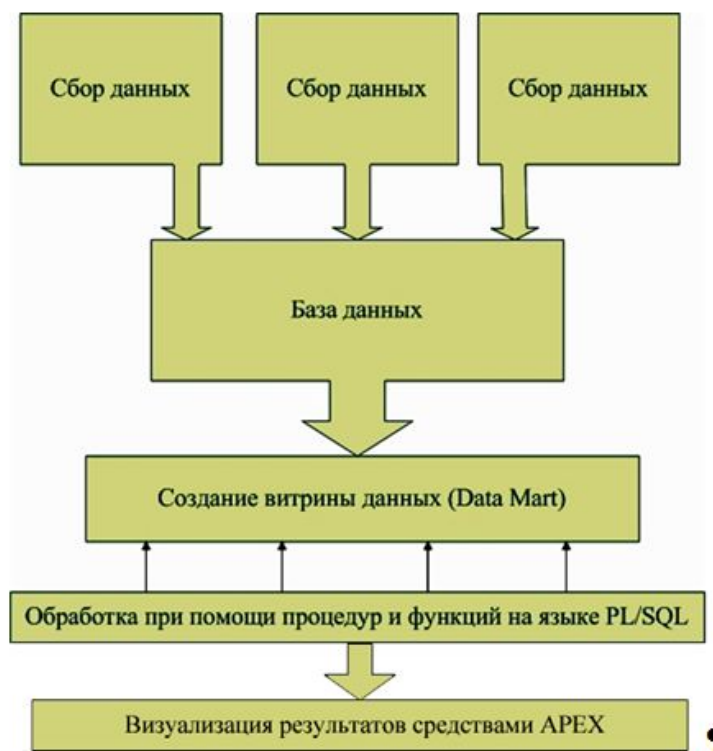 Сбор данных
Сбор данных
Сбор данных
База данных
Создание витрины данных (Data Mart)
Обработка при помощи процедур и функций на языке PL/SQL
Визуализация результатов средствами APEX